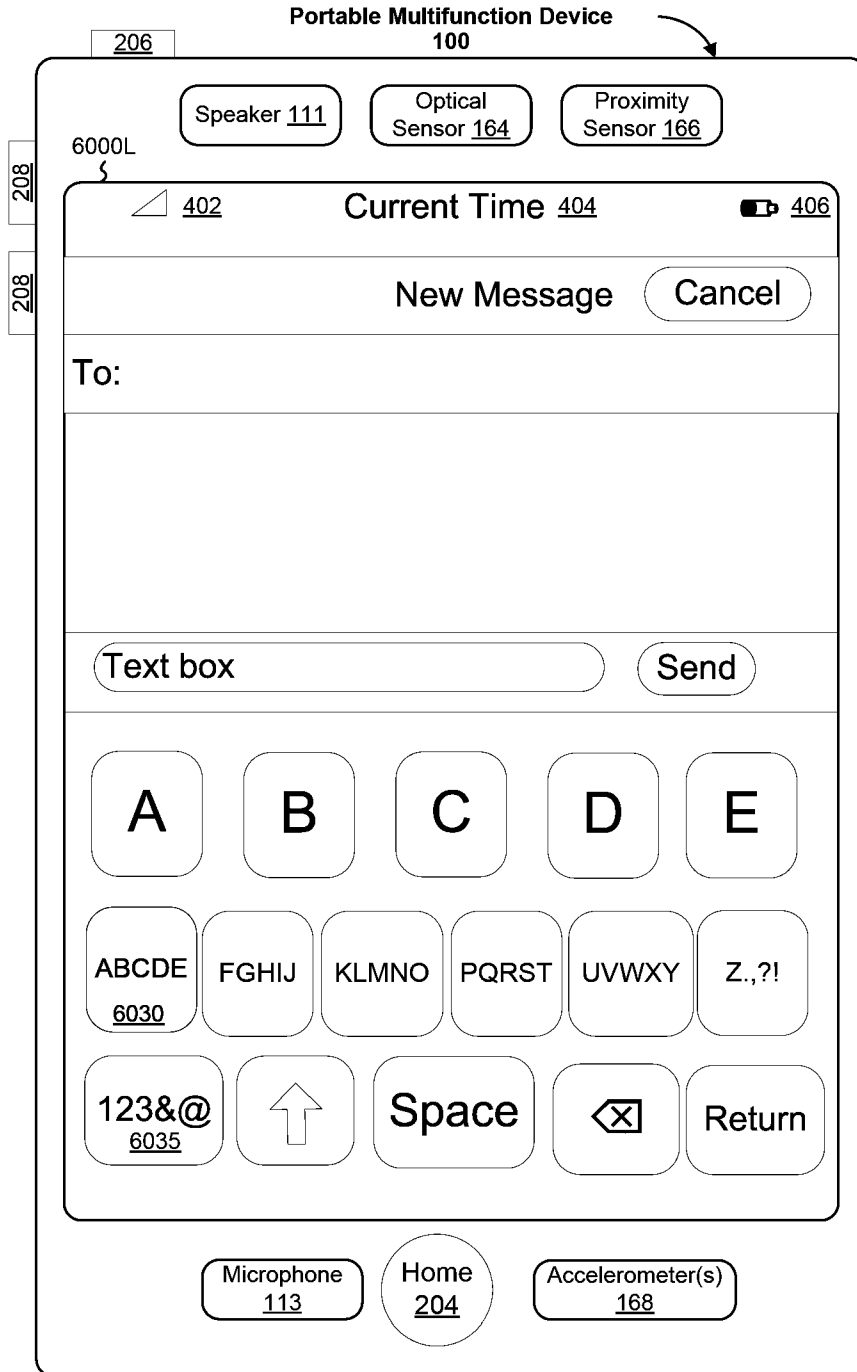 Portable Multifunction Device
100
206
Speaker 111
Optical
Sensor 164
Proximity
Sensor 166
6000L
208
208
402
Current Time 404
406
New Message
Cancel
To:
Text box
Send
A
B
C
D
E
ABCDE
6030
FGHIJ
KLMNO
PQRST
UVWXY
Z.,?!
123&@
6035
Space
Return
Microphone
113
Home
204
Accelerometer(s)
168